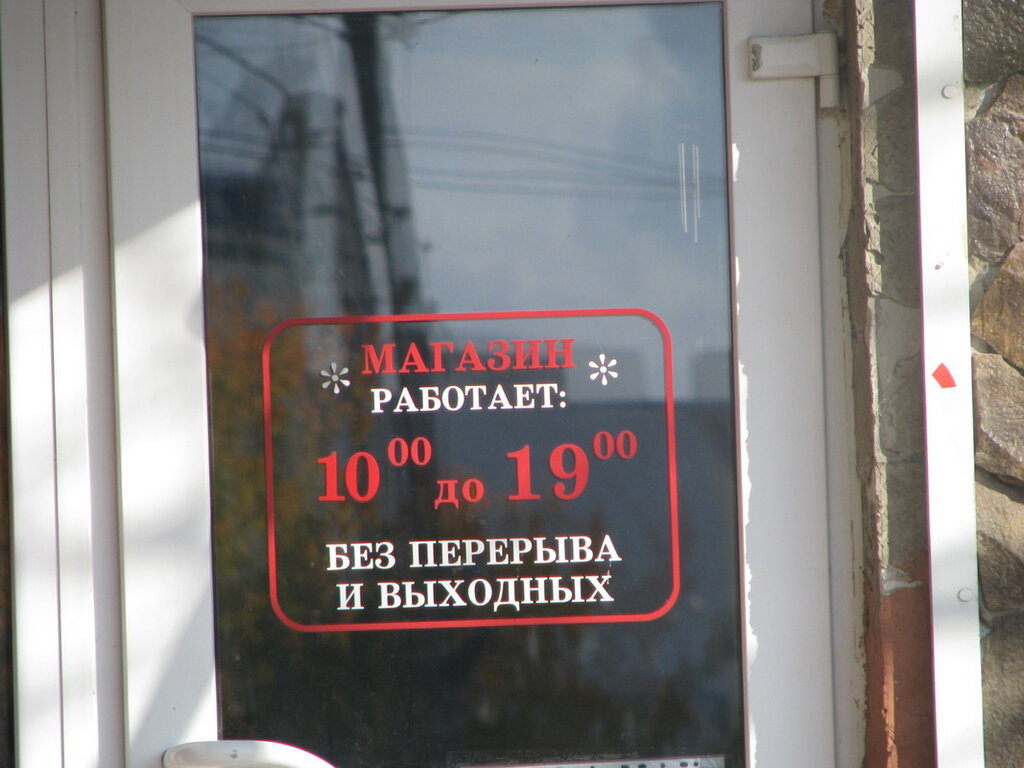 МАГАЗИН
РАБОТАЕТ:
10⁰⁰ до 19⁰⁰
БЕЗ ПЕРЕРЫВА
И ВЫХОДНЫХ